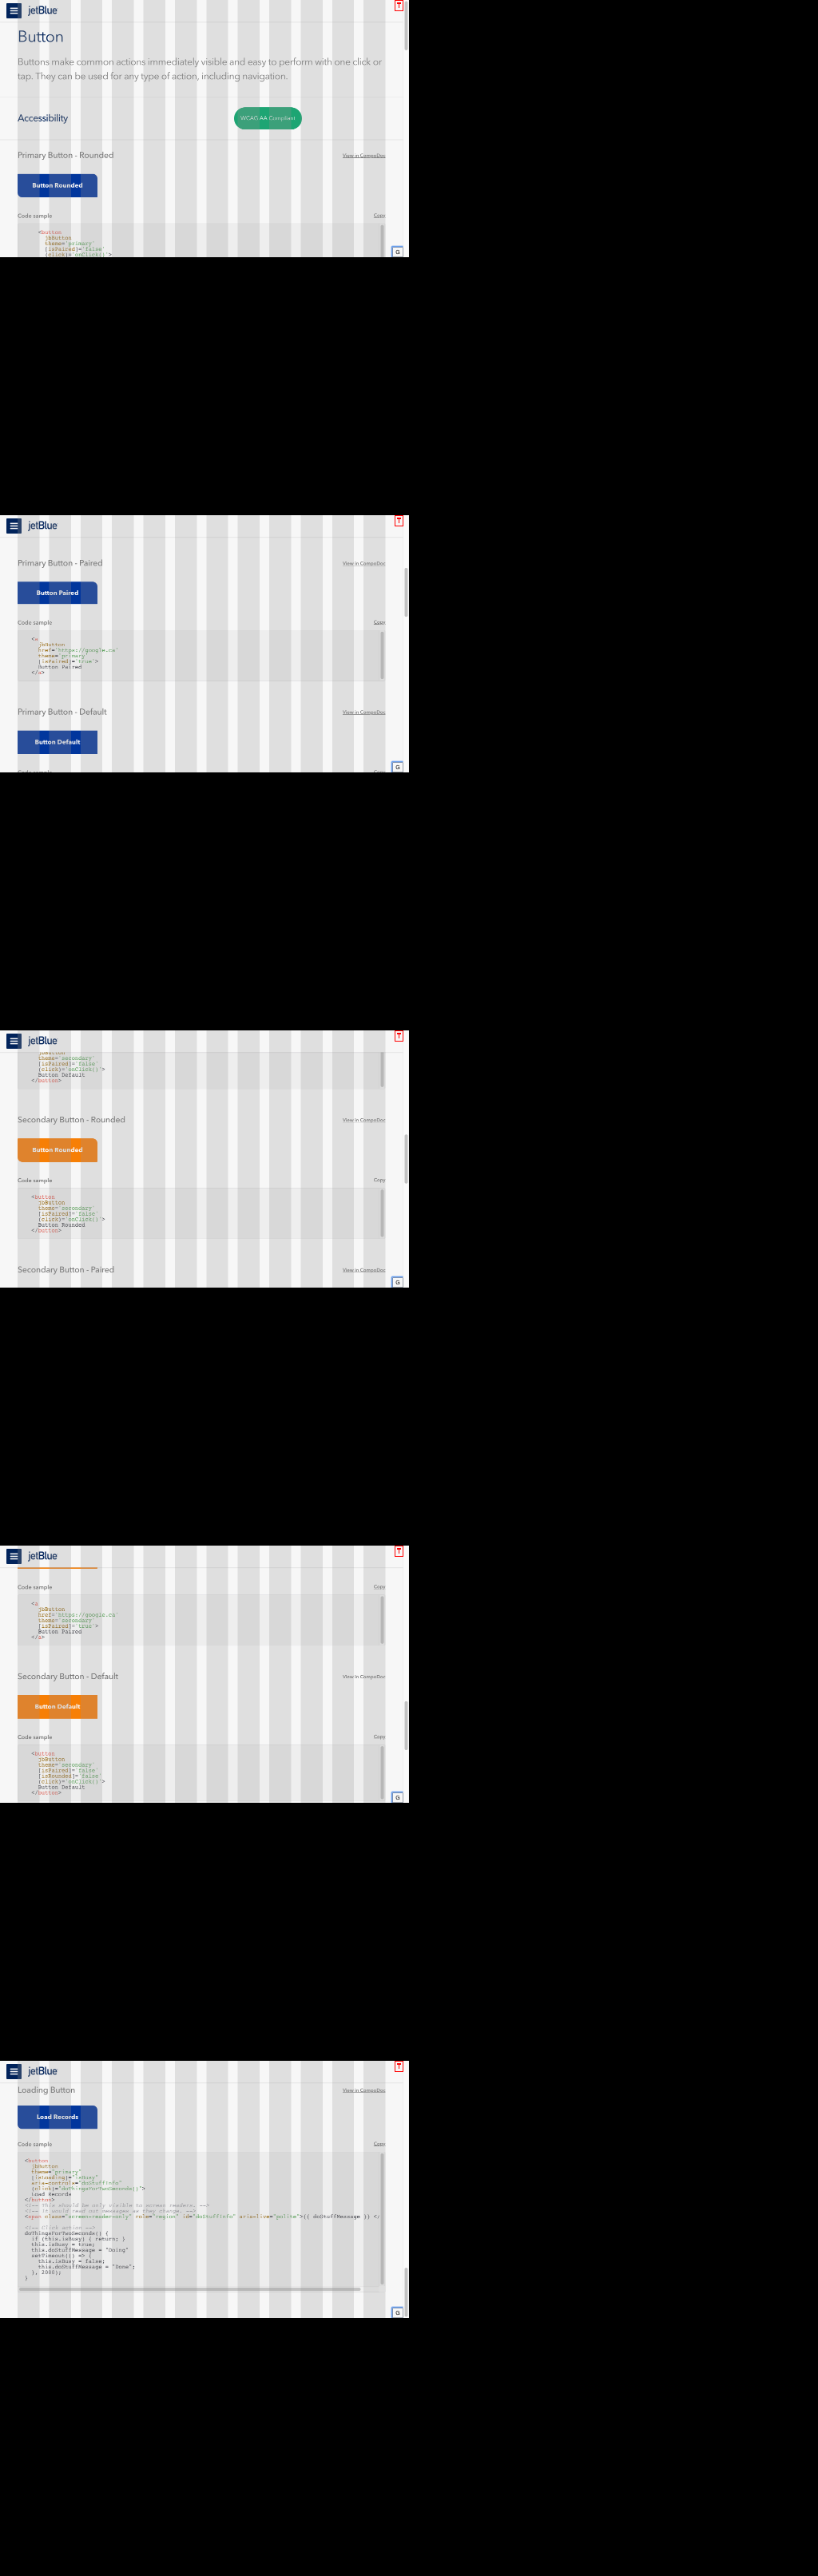 jetBlue
T
Button
Buttons make common actions immediately visible and easy to perform with one click or
tap. They can be used for any type of action, including navigation.
Accessibility
WCAG AA Compliant
Primary Button - Rounded
View in CompoDoc
Button Rounded
Code sample
Copy
<button
jbButton
theme='primary'
[isPaired]='false'
(click)='onClick()'>
G
jetBlue
T
Primary Button - Paired
View in CompoDoc
Button Paired
Code sample
Copy
<a
jbButton
href='https://google.ca'
theme='primary'
[isPaired]='true'>
Button Paired
</a>
Primary Button - Default
View in CompoDoc
Button Default
Code sample
Copy
G
jetBlue
T
jbButton
theme='secondary'
[isPaired]='false'
(click)='onClick()'>
Button Default
</button>
Secondary Button - Rounded
View in CompoDoc
Button Rounded
Code sample
Copy
<button
jbButton
theme='secondary'
[isPaired]='false'
(click)='onClick()'>
Button Rounded
</button>
Secondary Button - Paired
View in CompoDoc
G
jetBlue
T
Code sample
Copy
<a
jbButton
href='https://google.ca'
theme='secondary'
[isPaired]='true'>
Button Paired
</a>
Secondary Button - Default
View in CompoDoc
Button Default
Code sample
Copy
<button
jbButton
theme='secondary'
[isPaired]='false'
[isRounded]='false'
(click)='onClick()'>
Button Default
</button>
G
jetBlue
T
Loading Button
View in CompoDoc
Load Records
Code sample
Copy
<button
jbButton
theme="primary"
[isLoading]="isBusy"
aria-controls="doStuffInfo"
(click)="doThingsForTwoSeconds()">
Load Records
</button>
<!-- This should be only visible to screen readers. -->
<!-- It would read out messages as they change. -->
<span class="screen-reader-only" role="region" id="doStuffInfo" aria-live="polite">{{ doStuffMessage }} </
<!-- Click action -->
doThingsForTwoSeconds() {
if (this.isBusy) { return; }
this.isBusy = true;
this.doStuffMessage = "Doing"
setTimeout(() => {
this.isBusy = false;
this.doStuffMessage = "Done";
}, 2000);
}
G